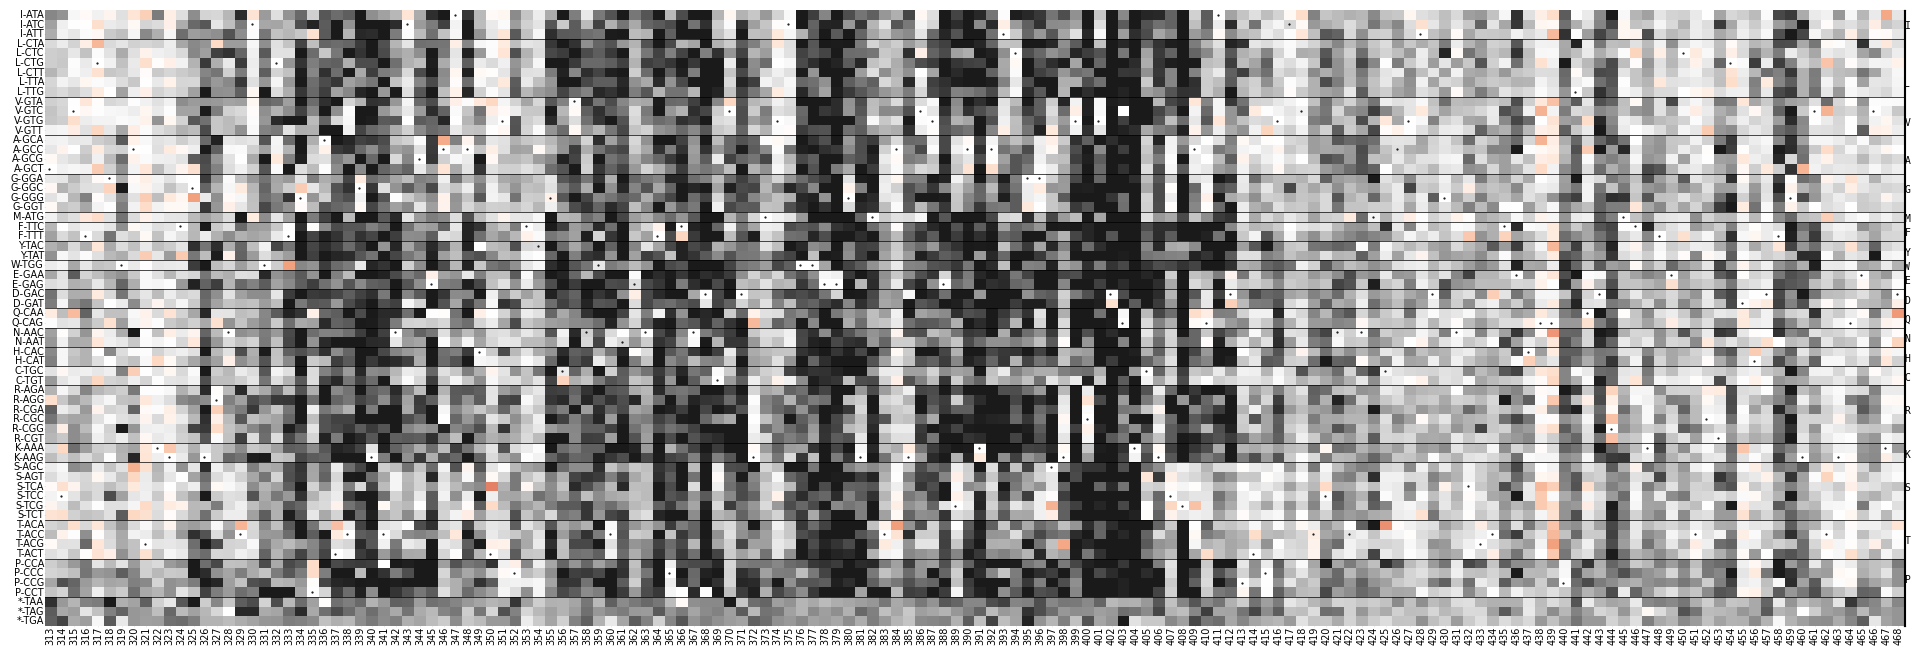 I-ATA
I-ATC
I-ATT
L-CTA
L-CTC
L-CTG
L-CTT
L-TTA
L-TTG
V-GTA
V-GTC
V-GTG
V-GTT
A-GCA
A-GCC
A-GCG
A-GCT
G-GGA
G-GGC
G-GGG
G-GGT
M-ATG
F-TTC
F-TTT
Y-TAC
Y-TAT
W-TGG
E-GAA
E-GAG
D-GAC
D-GAT
Q-CAA
Q-CAG
N-AAC
N-AAT
H-CAC
H-CAT
C-TGC
C-TGT
R-AGA
R-AGG
R-CGA
R-CGC
R-CGG
R-CGT
K-AAA
K-AAG
S-AGC
S-AGT
S-TCA
S-TCC
S-TCG
S-TCT
T-ACA
T-ACC
T-ACG
T-ACT
P-CCA
P-CCC
P-CCG
P-CCT
*-TAA
*-TAG
*-TGA
I
L
V
A
G
M
F
Y
W
E
D
Q
N
H
C
R
K
S
T
P
313 314 315 316 317 318 319 320 321 322 323 324 325 326 327 328 329 330 331 332 333 334 335 336 337 338 339 340 341 342 343 344 345 346 347 348 349 350 351 352 353 354 355 356 357 358 359 360 361 362 363 364 365 366 367 368 369 370 371 372 373 374 375 376 377 378 379 380 381 382 383 384 385 386 387 388 389 390 391 392 393 394 395 396 397 398 399 400 401 402 403 404 405 406 407 408 409 410 411 412 413 414 415 416 417 418 419 420 421 422 423 424 425 426 427 428 429 430 431 432 433 434 435 436 437 438 439 440 441 442 443 444 445 446 447 448 449 450 451 452 453 454 455 456 457 458 459 460 461 462 463 464 465 466 467 468